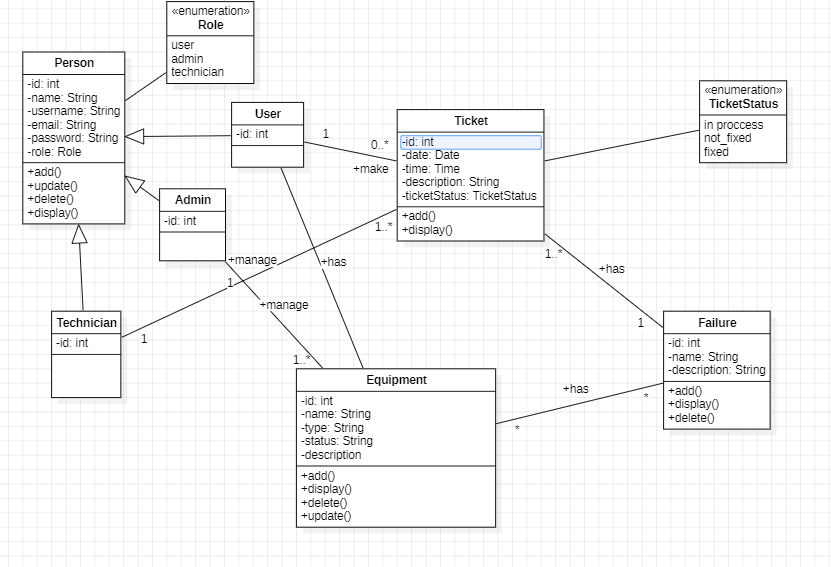 «enumeration»
Role
user
admin
technician
Person
-id: int
-name: String
-username: String
-email: String
-password: String
-role: Role
+add()
+update()
+delete()
+display()
User
-id: int
1
0..*
+make
Ticket
-id: int
-date: Date
-time: Time
-description: String
-ticketStatus: TicketStatus
+add()
+display()
«enumeration»
TicketStatus
in proccess
not_fixed
fixed
Admin
-id: int
1..*
+manage
1
+has
+manage
1..*
+has
1
Technician
-id: int
1
1..*
Failure
-id: int
-name: String
-description: String
+add()
+display()
+delete()
Equipment
-id: int
-name: String
-type: String
-status: String
-description
+add()
+display()
+delete()
+update()
+has
*
*